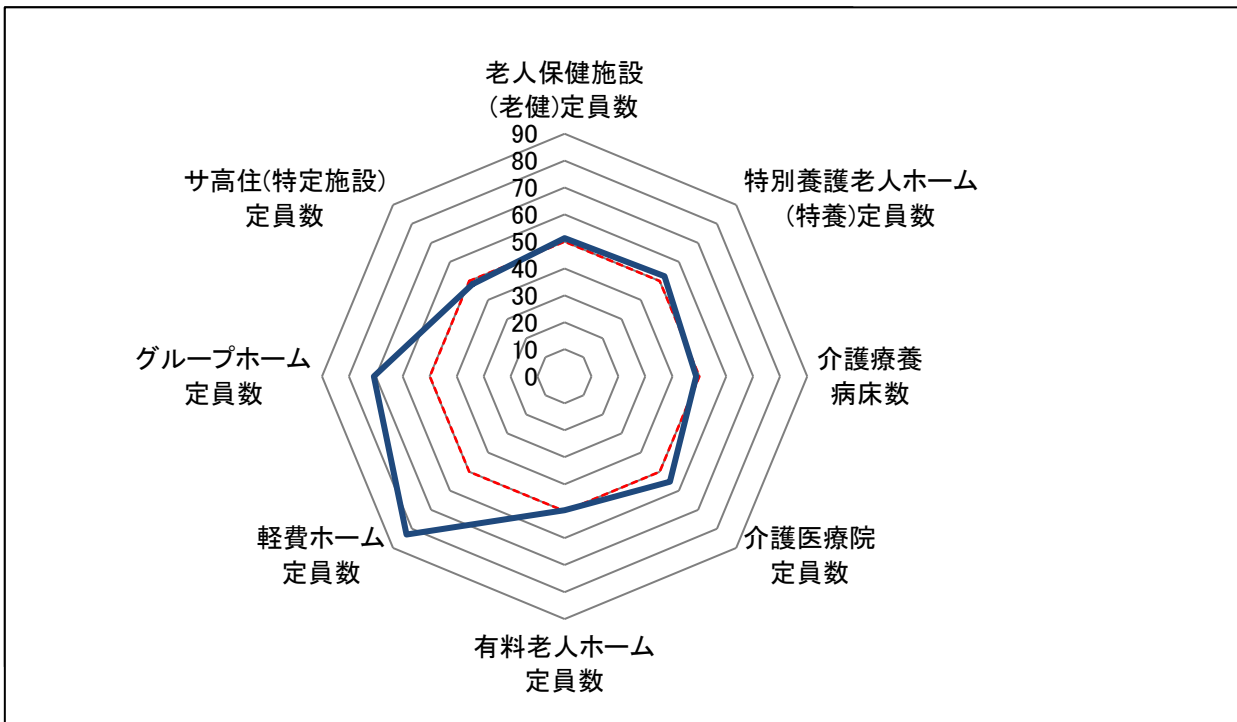 老人保健施設
(老健)定員数
特別養護老人ホーム
(特養)定員数
介護療養
病床数
介護医療院
定員数
有料老人ホーム
定員数
軽費ホーム
定員数
グループホーム
定員数
サ高住(特定施設)
定員数
90
80
70
60
50
40
30
20
10
0